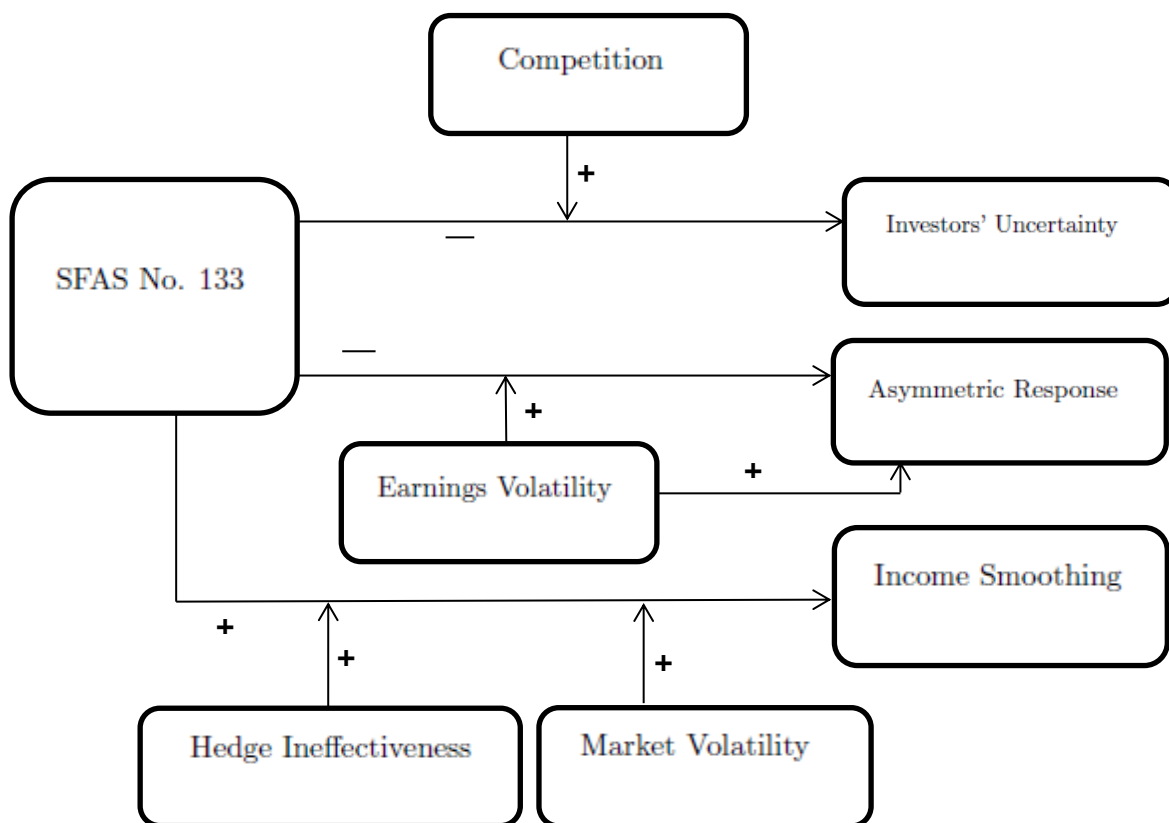 Competition
+
Investors' Uncertainty
—
SFAS No. 133
—
Asymmetric Response
+
Earnings Volatility
+
Income Smoothing
+
+
+
Hedge Ineffectiveness
Market Volatility